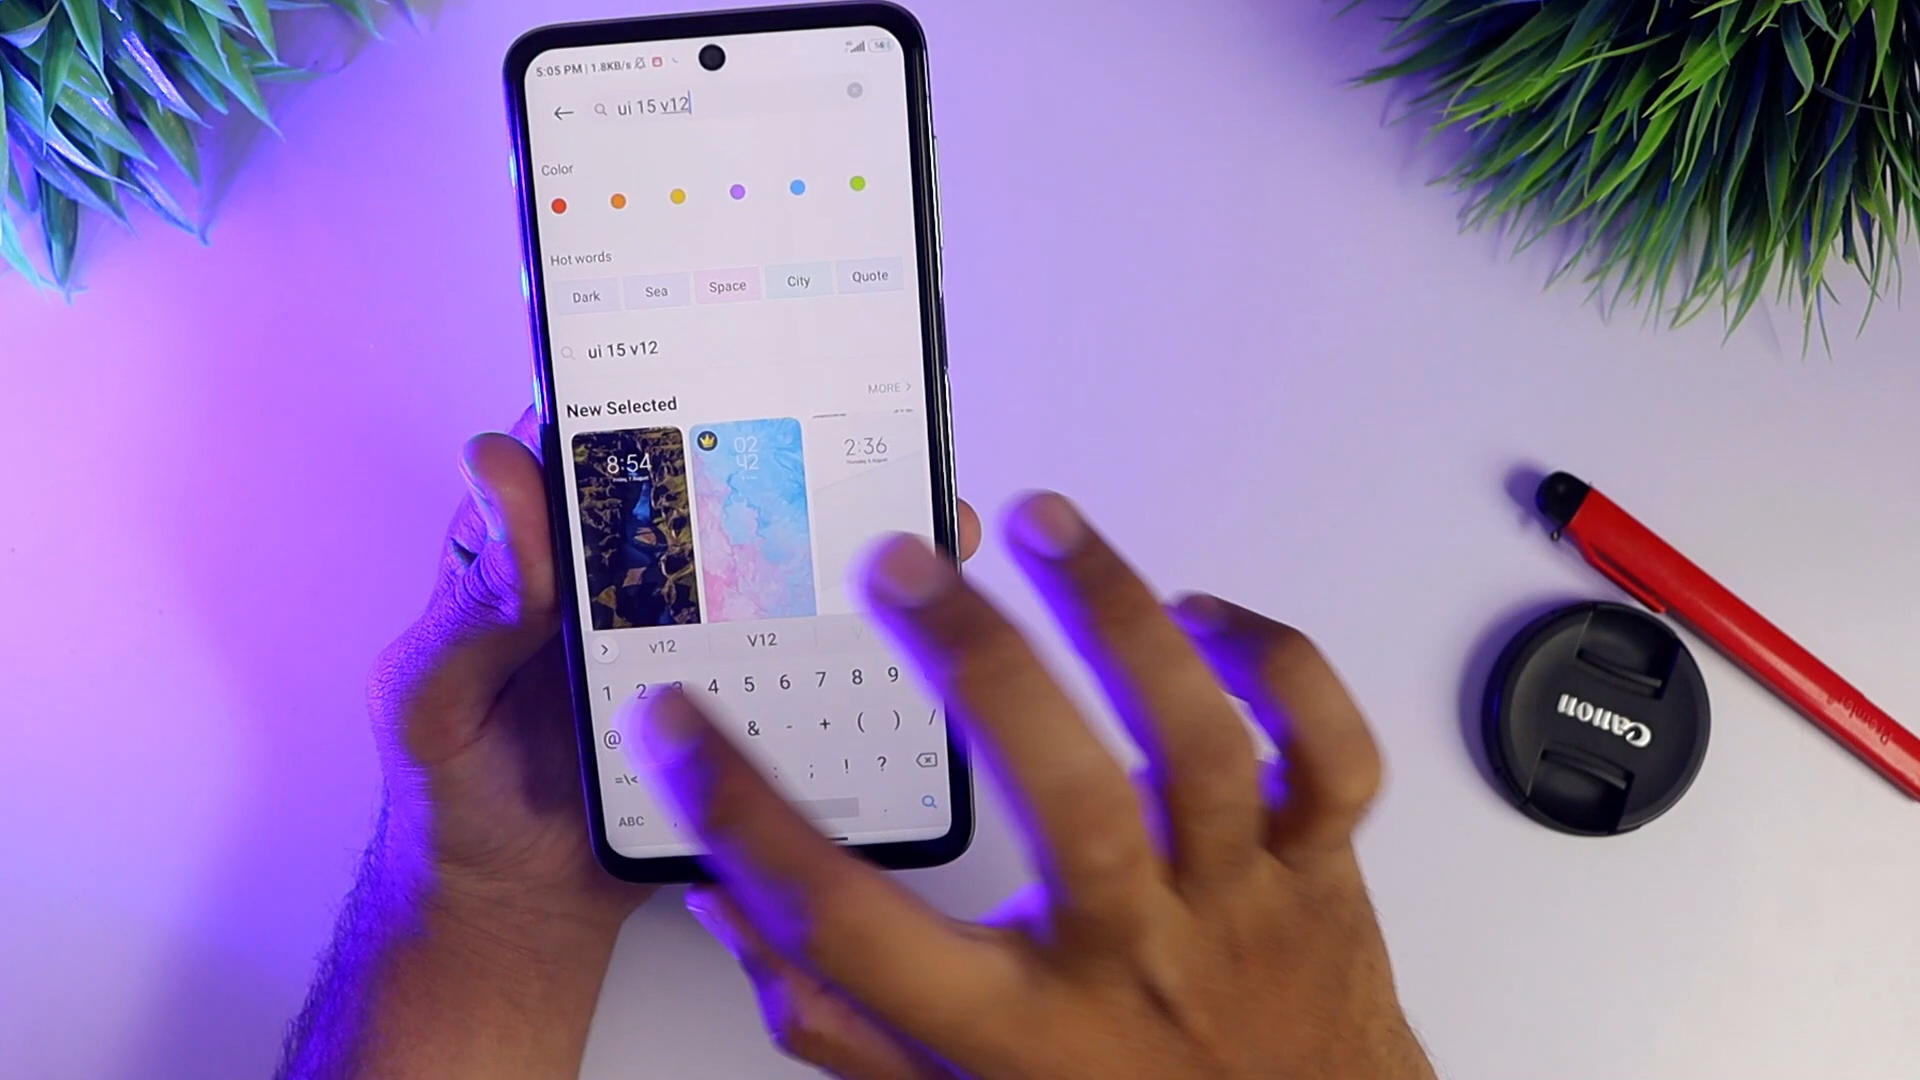 5:05 PM | 1.8KB/s
ui 15 v12
Color
Hot words
Dark Sea Space City Quote
ui 15 v12
MORE >
New Selected
8:54
02
42
2:36
v12 V12
1 2 3 4 5 6 7 8 9
@ & - + ( ) /
=\< : ; ! ?
ABC , .
Canon